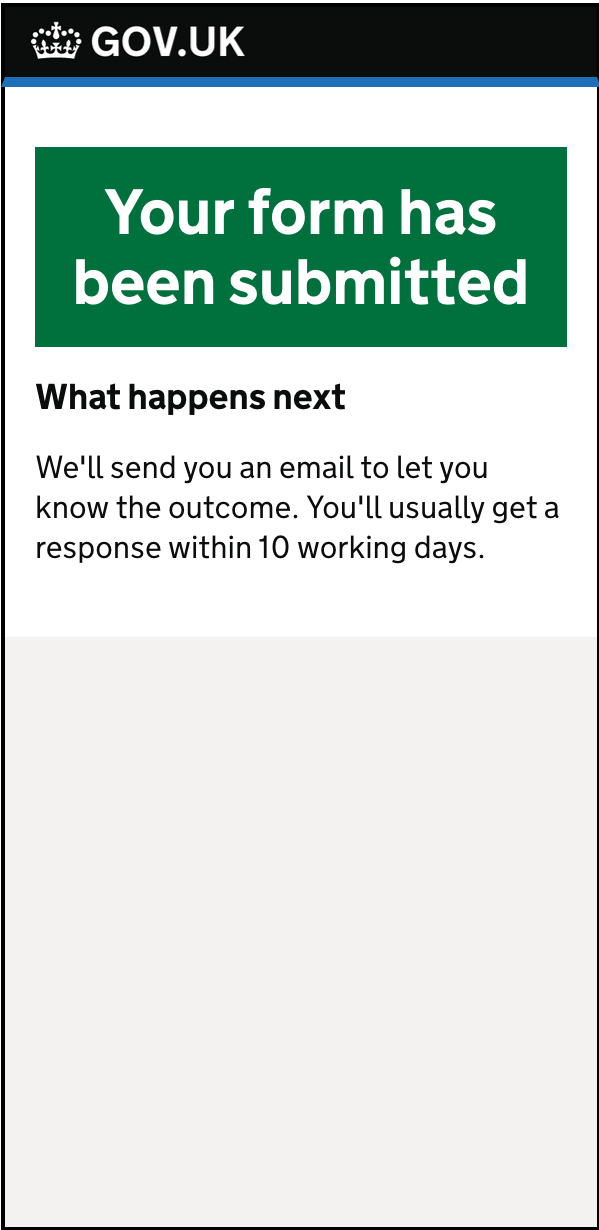 GOV.UK
Your form has
been submitted
What happens next
We'll send you an email to let you
know the outcome. You'll usually get a
response within 10 working days.